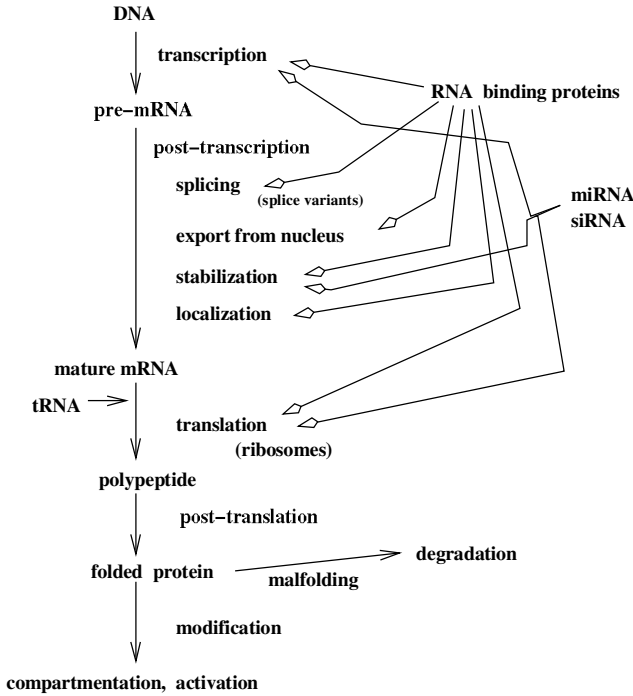 DNA
transcription
RNA binding proteins
pre-mRNA
post-transcription
splicing
(splice variants)
miRNA
siRNA
export from nucleus
stabilization
localization
mature mRNA
tRNA
translation
(ribosomes)
polypeptide
post-translation
folded protein
malfolding
degradation
modification
compartmentation, activation